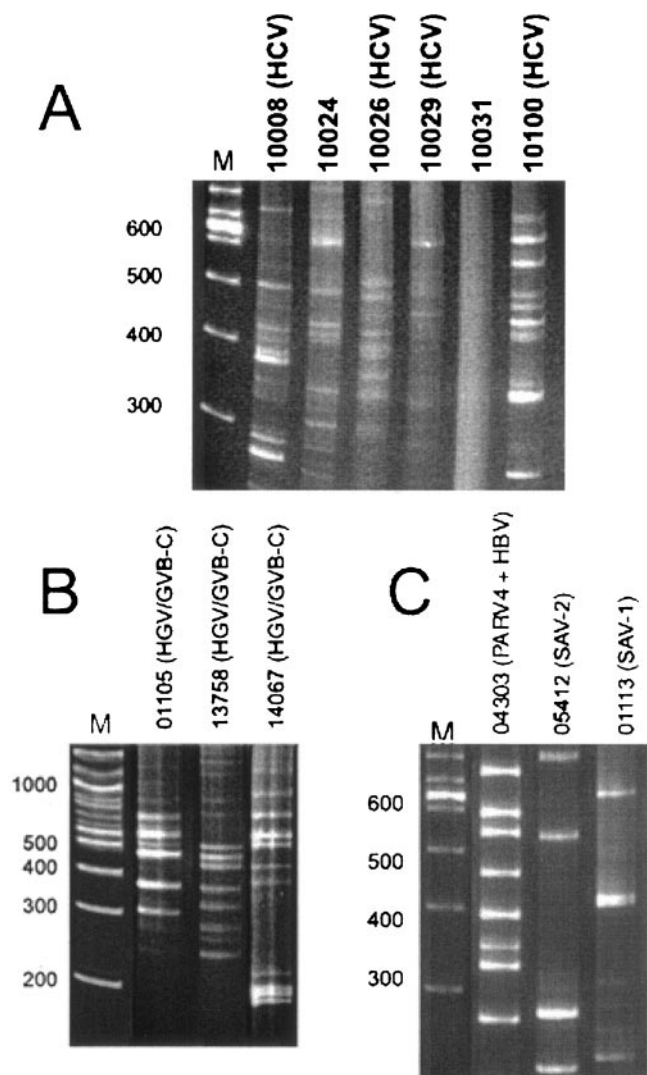 A
M
10008 (HCV)
10024
10026 (HCV)
10029 (HCV)
10031
10100 (HCV)
600
500
400
300
B
M
01105 (HGV/GVB-C)
13758 (HGV/GVB-C)
14067 (HGV/GVB-C)
1000
500
400
300
200
C
M
04303 (PARV4 + HBV)
05412 (SAV-2)
01113 (SAV-1)
600
500
400
300